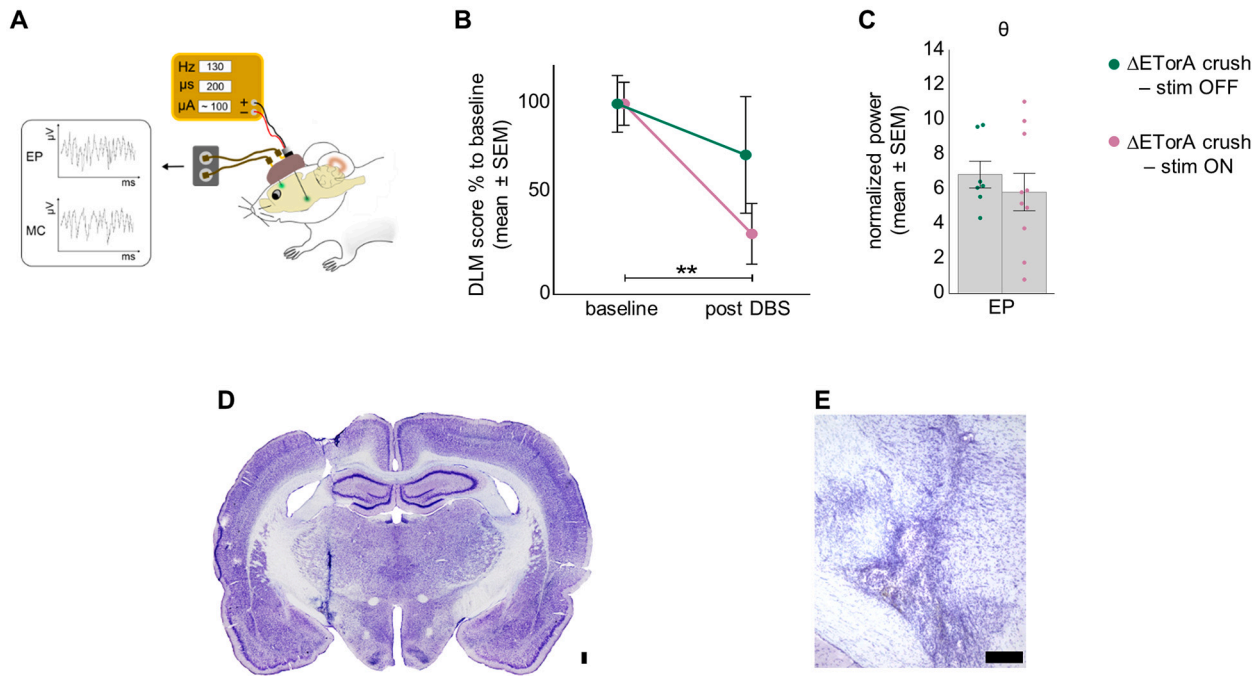 A
Hz 130
µs 200
µA ~ 100
+
−
EP
µV
ms
MC
µV
ms
B
DLM score % to baseline
(mean ± SEM)
100
50
0
**
baseline
post DBS
C
θ
normalized power
(mean ± SEM)
14
12
10
8
6
4
2
0
EP
ΔETorA crush
– stim OFF
ΔETorA crush
– stim ON
D
E